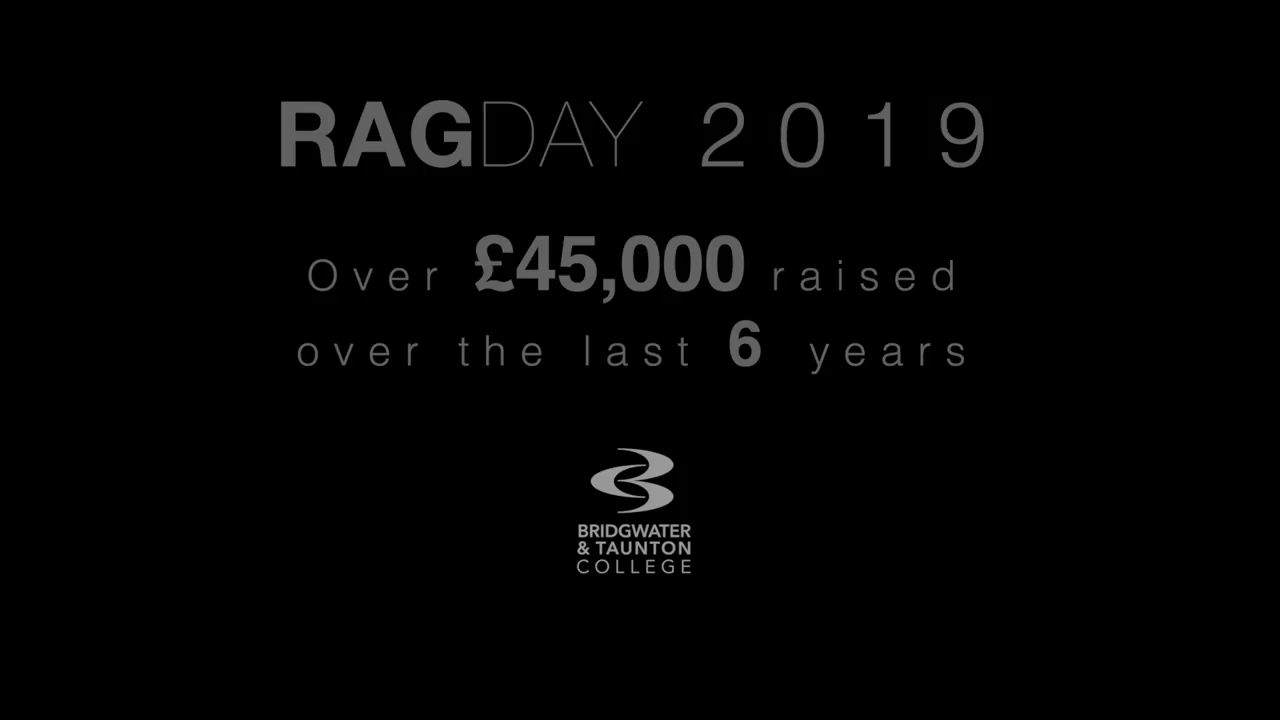 RAGDAY 2019
Over £45,000 raised
over the last 6 years
BRIDGWATER
& TAUNTON
COLLEGE